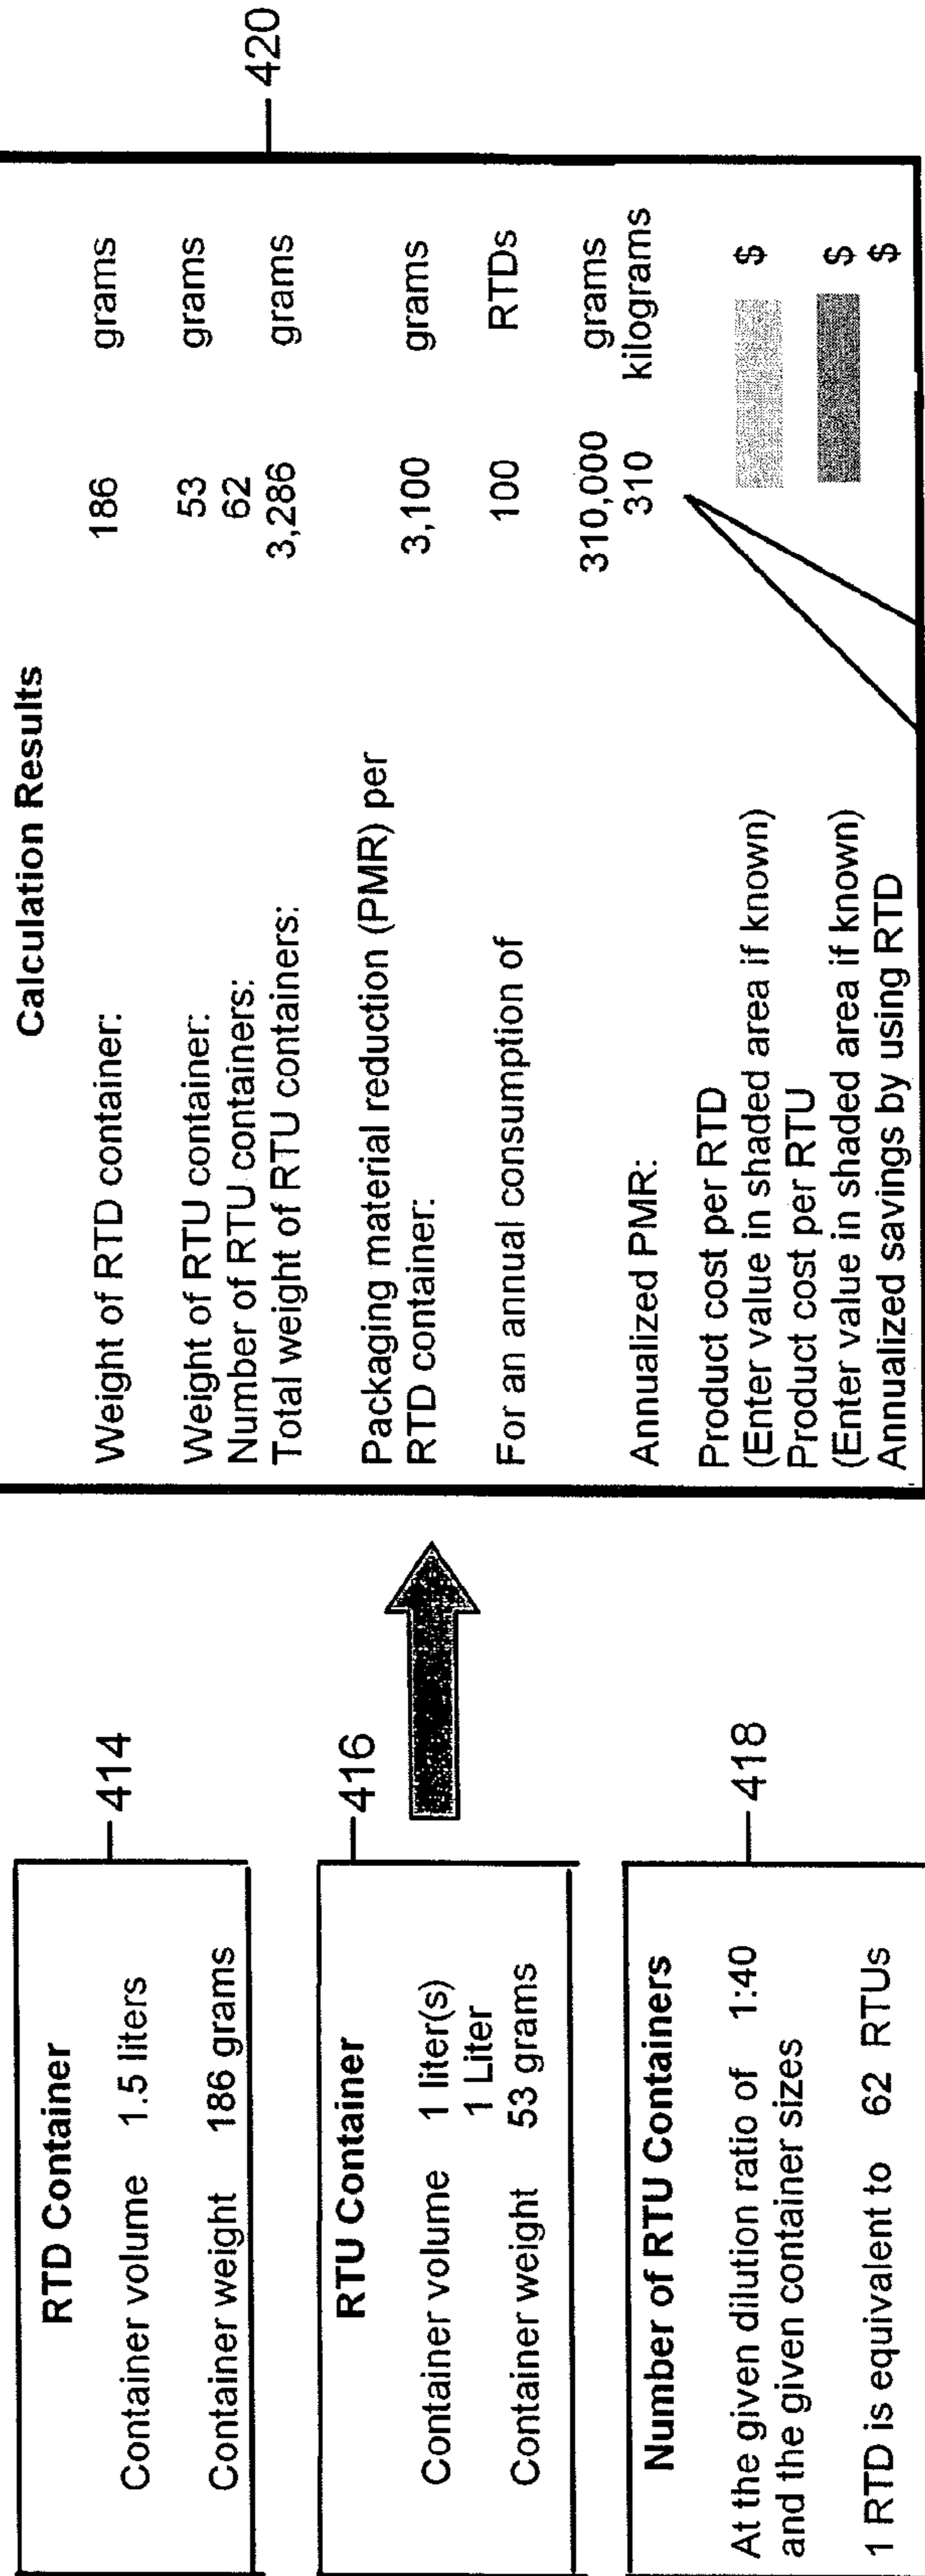 RTD Container
Container volume 1.5 liters
Container weight 186 grams
414
RTU Container
Container volume 1 liter(s)
1 Liter
Container weight 53 grams
416
Number of RTU Containers
At the given dilution ratio of 1:40
and the given container sizes
1 RTD is equivalent to 62 RTUs
418
Calculation Results
Weight of RTD container: 186 grams
Weight of RTU container: 53 grams
Number of RTU containers: 62
Total weight of RTU containers: 3,286 grams
Packaging material reduction (PMR) per
RTD container: 3,100 grams
For an annual consumption of 100 RTDs
310,000 grams
Annualized PMR: 310 kilograms
Product cost per RTD
(Enter value in shaded area if known) $
Product cost per RTU
(Enter value in shaded area if known) $
Annualized savings by using RTD $
420